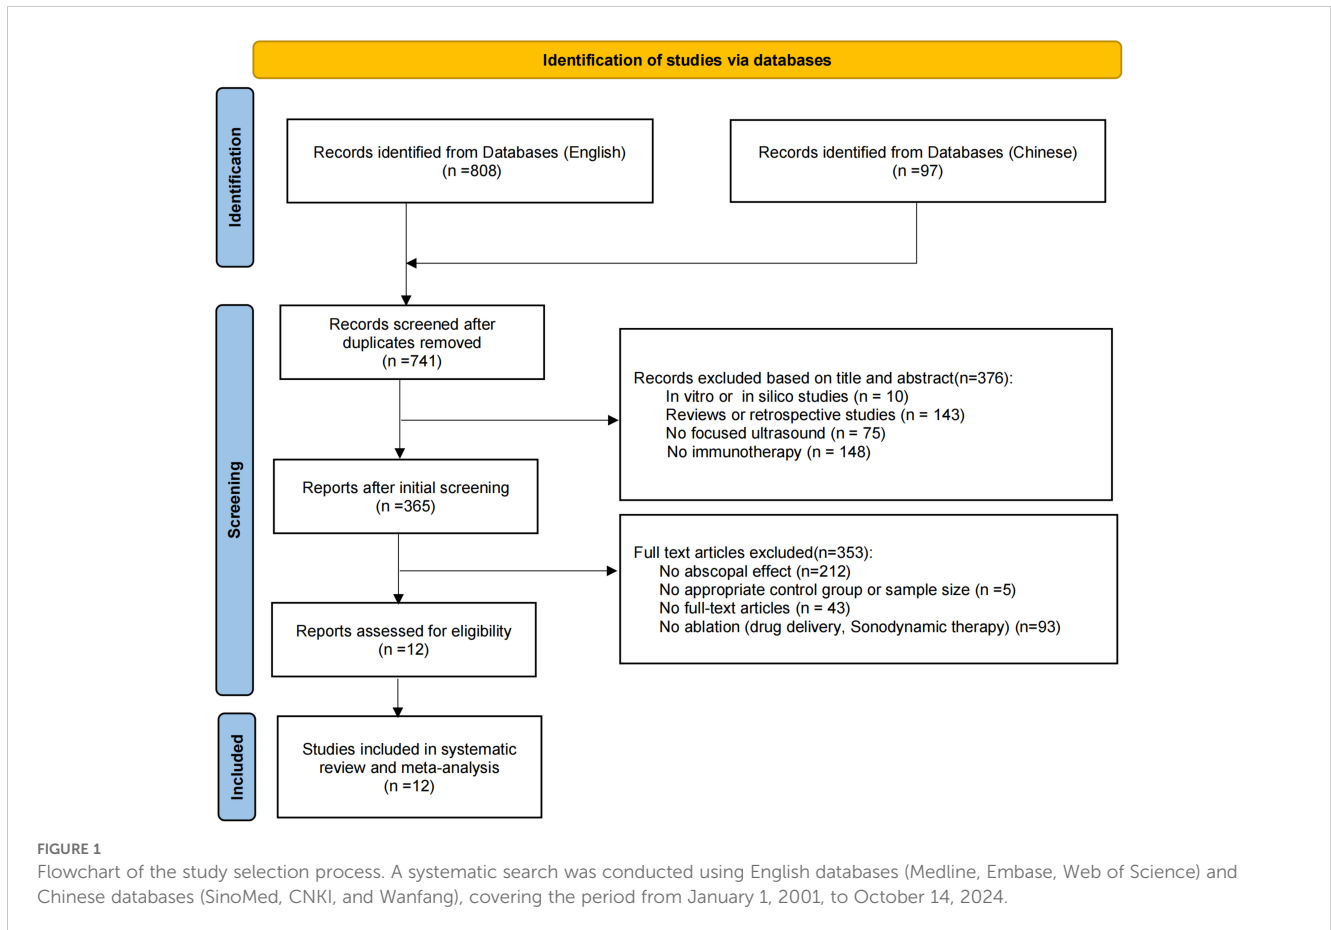 Identification of studies via databases
Identification
Records identified from Databases (English)
(n =808)
Records identified from Databases (Chinese)
(n =97)
Screening
Records screened after
duplicates removed
(n =741)
Records excluded based on title and abstract(n=376):
In vitro or in silico studies (n = 10)
Reviews or retrospective studies (n = 143)
No focused ultrasound (n = 75)
No immunotherapy (n = 148)
Reports after initial screening
(n =365)
Full text articles excluded(n=353):
No abscopal effect (n=212)
No appropriate control group or sample size (n =5)
No full-text articles (n = 43)
No ablation (drug delivery, Sonodynamic therapy) (n=93)
Reports assessed for eligibility
(n =12)
Included
Studies included in systematic
review and meta-analysis
(n =12)
FIGURE 1
Flowchart of the study selection process. A systematic search was conducted using English databases (Medline, Embase, Web of Science) and
Chinese databases (SinoMed, CNKI, and Wanfang), covering the period from January 1, 2001, to October 14, 2024.